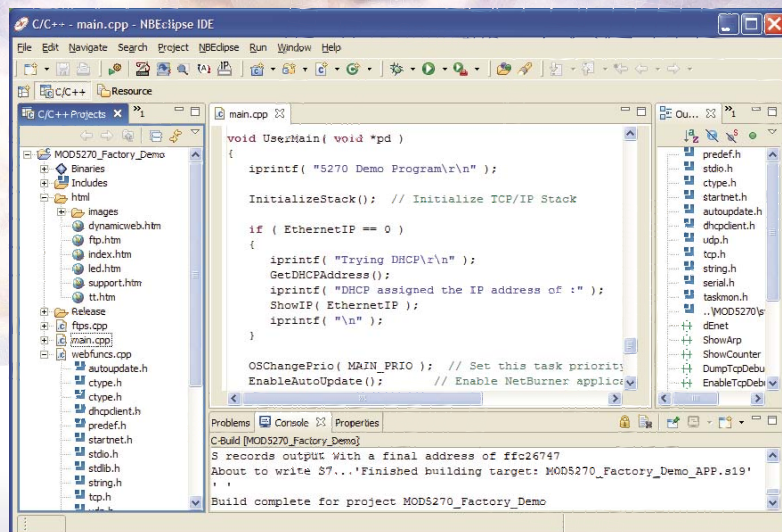 C/C++ - main.cpp - NBEclipse IDE
File Edit Navigate Search Project NBEclipse Run Window Help
C/C++ Resource
C/C++ Projects
»1
MOD5270_Factory_Demo
Binaries
Includes
html
images
dynamicweb.htm
ftp.htm
index.htm
led.htm
support.htm
tt.htm
Release
ftps.cpp
main.cpp
webfuncs.cpp
autoupdate.h
ctype.h
ctype.h
dhcpclient.h
predef.h
startnet.h
stdio.h
stdlib.h
string.h
tcp.h
main.cpp
void UserMain( void *pd )
{
iprintf( "5270 Demo Program\r\n" );
InitializeStack(); // Initialize TCP/IP Stack
if ( EthernetIP == 0 )
{
iprintf( "Trying DHCP\r\n" );
GetDHCPAddress();
iprintf( "DHCP assigned the IP address of :" );
ShowIP( EthernetIP );
iprintf( "\n" );
}
OSChangePrio( MAIN_PRIO ); // Set this task priority
EnableAutoUpdate(); // Enable NetBurner applica
Ou...
»1
predef.h
stdio.h
ctype.h
startnet.h
autoupdate.h
dhcpclient.h
udp.h
tcp.h
string.h
serial.h
taskmon.h
..\MOD5270\s
dEnet
ShowArp
ShowCounter
DumpTcpDebu
EnableTcpDeb
Problems Console Properties
C-Build [MOD5270_Factory_Demo]
S records output with a final address of ffc26747
About to write S7...'Finished building target: MOD5270_Factory_Demo_APP.s19'
' '
Build complete for project MOD5270_Factory_Demo